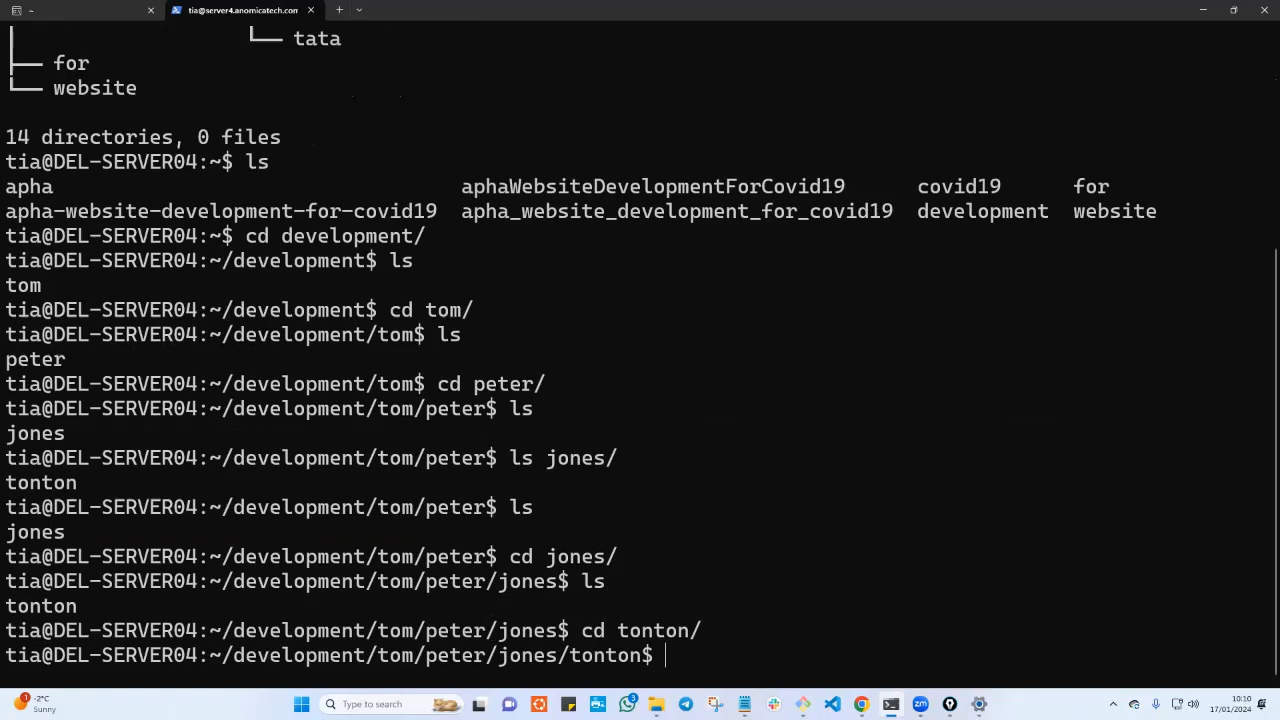 tia@server4.anomicatech.com
└── tata
├── for
└── website
14 directories, 0 files
tia@DEL-SERVER04:~$ ls
apha aphaWebsiteDevelopmentForCovid19 covid19 for
apha-website-development-for-covid19 apha_website_development_for_covid19 development website
tia@DEL-SERVER04:~$ cd development/
tia@DEL-SERVER04:~/development$ ls
tom
tia@DEL-SERVER04:~/development$ cd tom/
tia@DEL-SERVER04:~/development/tom$ ls
peter
tia@DEL-SERVER04:~/development/tom$ cd peter/
tia@DEL-SERVER04:~/development/tom/peter$ ls
jones
tia@DEL-SERVER04:~/development/tom/peter$ ls jones/
tonton
tia@DEL-SERVER04:~/development/tom/peter$ ls
jones
tia@DEL-SERVER04:~/development/tom/peter$ cd jones/
tia@DEL-SERVER04:~/development/tom/peter/jones$ ls
tonton
tia@DEL-SERVER04:~/development/tom/peter/jones$ cd tonton/
tia@DEL-SERVER04:~/development/tom/peter/jones/tonton$
1
-2°C
Sunny
Type to search
3
10:10
17/01/2024